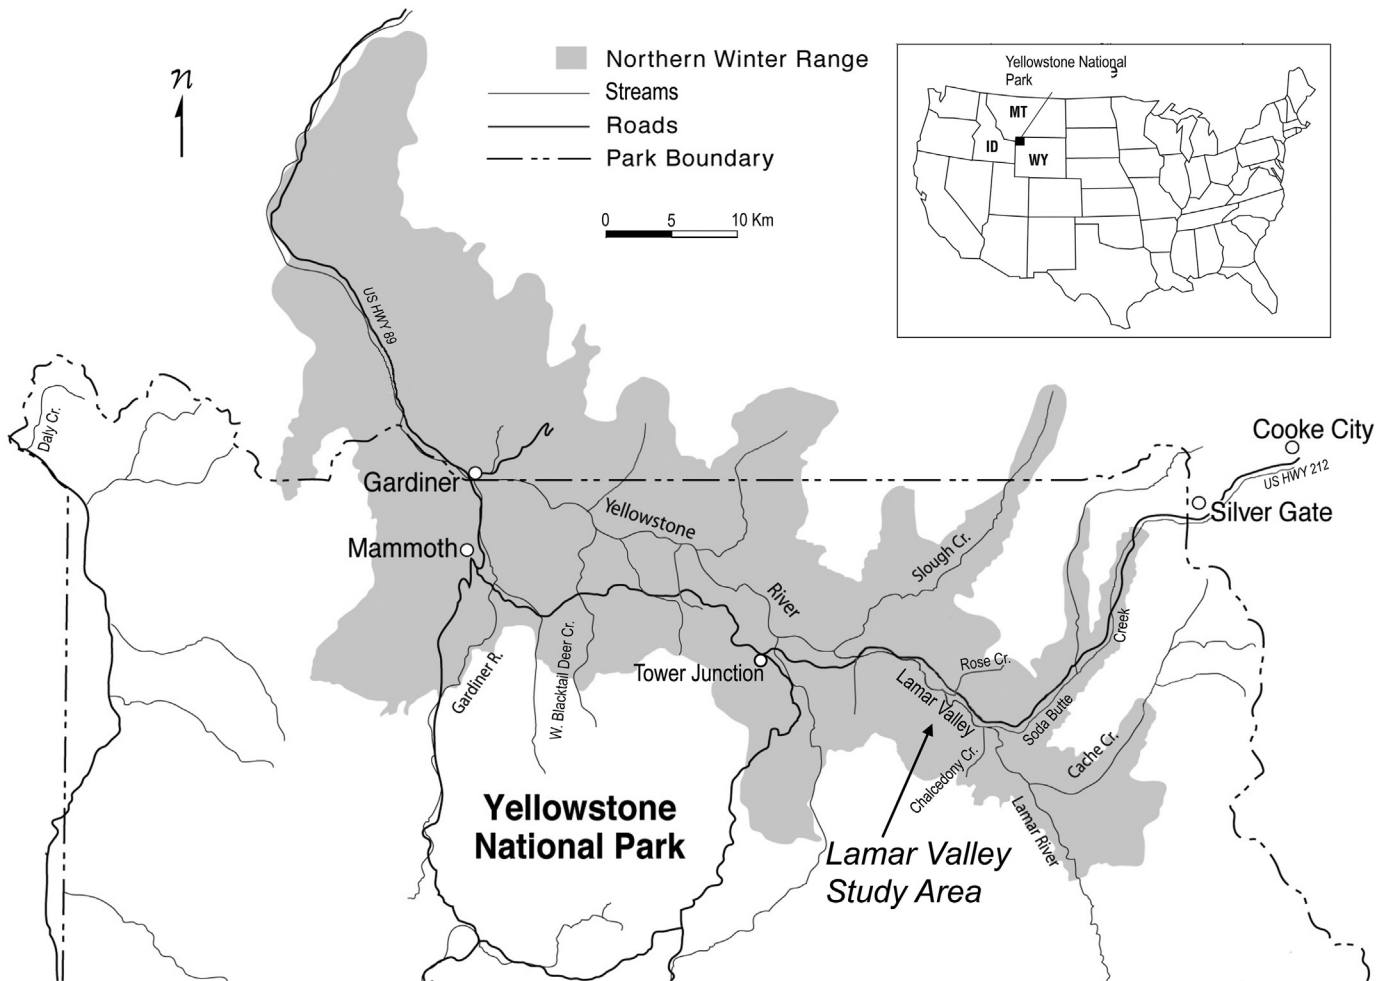 n
Northern Winter Range
Streams
Roads
Park Boundary
0 5 10 Km
Yellowstone National
Park
MT
ID
WY
US HWY 89
Daly Cr.
Cooke City
US HWY 212
Silver Gate
Gardiner
Mammoth
Yellowstone
River
Slough Cr.
Tower Junction
Gardiner R.
W. Blacktail Deer Cr.
Rose Cr.
Creek
Soda Butte
Lamar Valley
Chalcedony Cr.
Cache Cr.
Lamar River
Yellowstone
National Park
Lamar Valley
Study Area